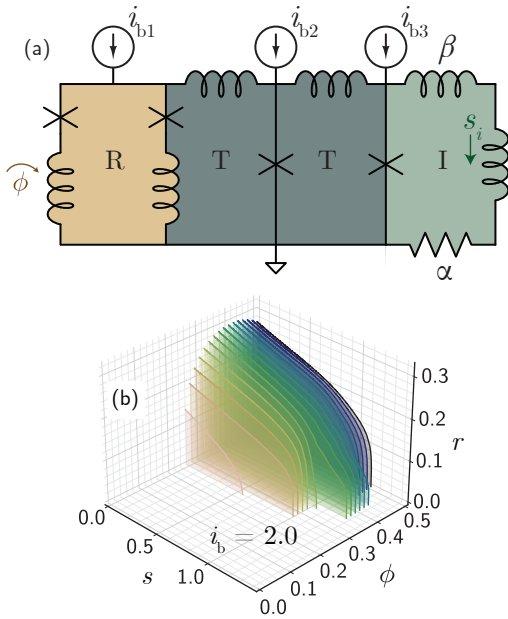 (a)
i_b1
i_b2
i_b3
β
s_i
ϕ
R
T
T
I
α
(b)
0.3
0.2
0.1
0.0
r
0.0
0.5
1.0
s
i_b = 2.0
0.0
0.1
0.2
0.3
0.4
0.5
ϕ